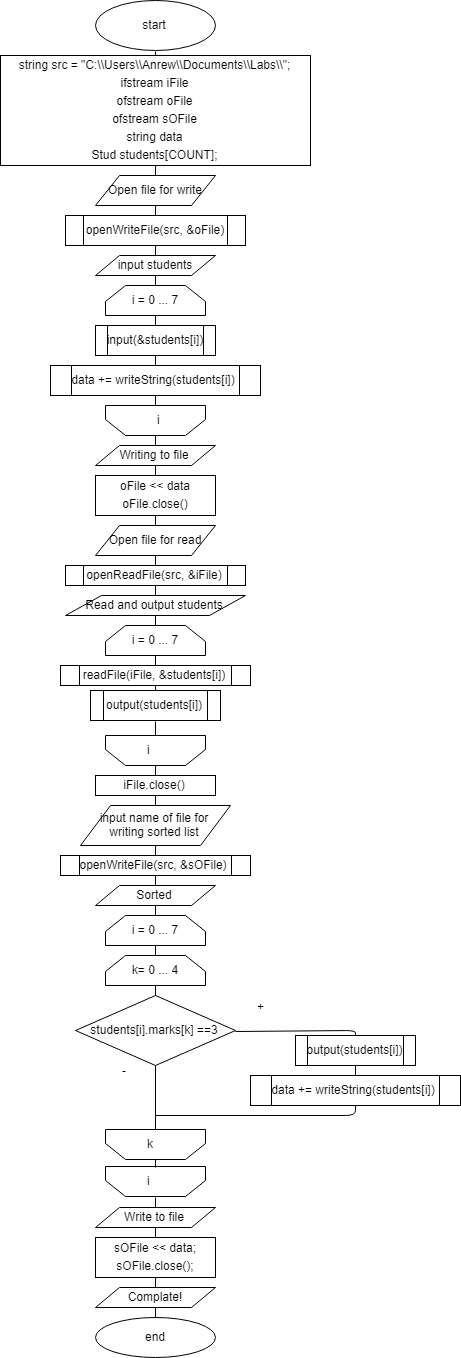 start
string src = "C:\\Users\\Anrew\\Documents\\Labs\\";
ifstream iFile
ofstream oFile
ofstream sOFile
string data
Stud students[COUNT];
Open file for write
openWriteFile(src, &oFile)
input students
i = 0 ... 7
input(&students[i])
data += writeString(students[i])
i
Writing to file
oFile << data
oFile.close()
Open file for read
openReadFile(src, &iFile)
Read and output students
i = 0 ... 7
readFile(iFile, &students[i])
output(students[i])
i
iFile.close()
input name of file for
writing sorted list
openWriteFile(src, &sOFile)
Sorted
i = 0 ... 7
k= 0 ... 4
+
students[i].marks[k] ==3
output(students[i])
-
data += writeString(students[i])
k
i
Write to file
sOFile << data;
sOFile.close();
Complate!
end